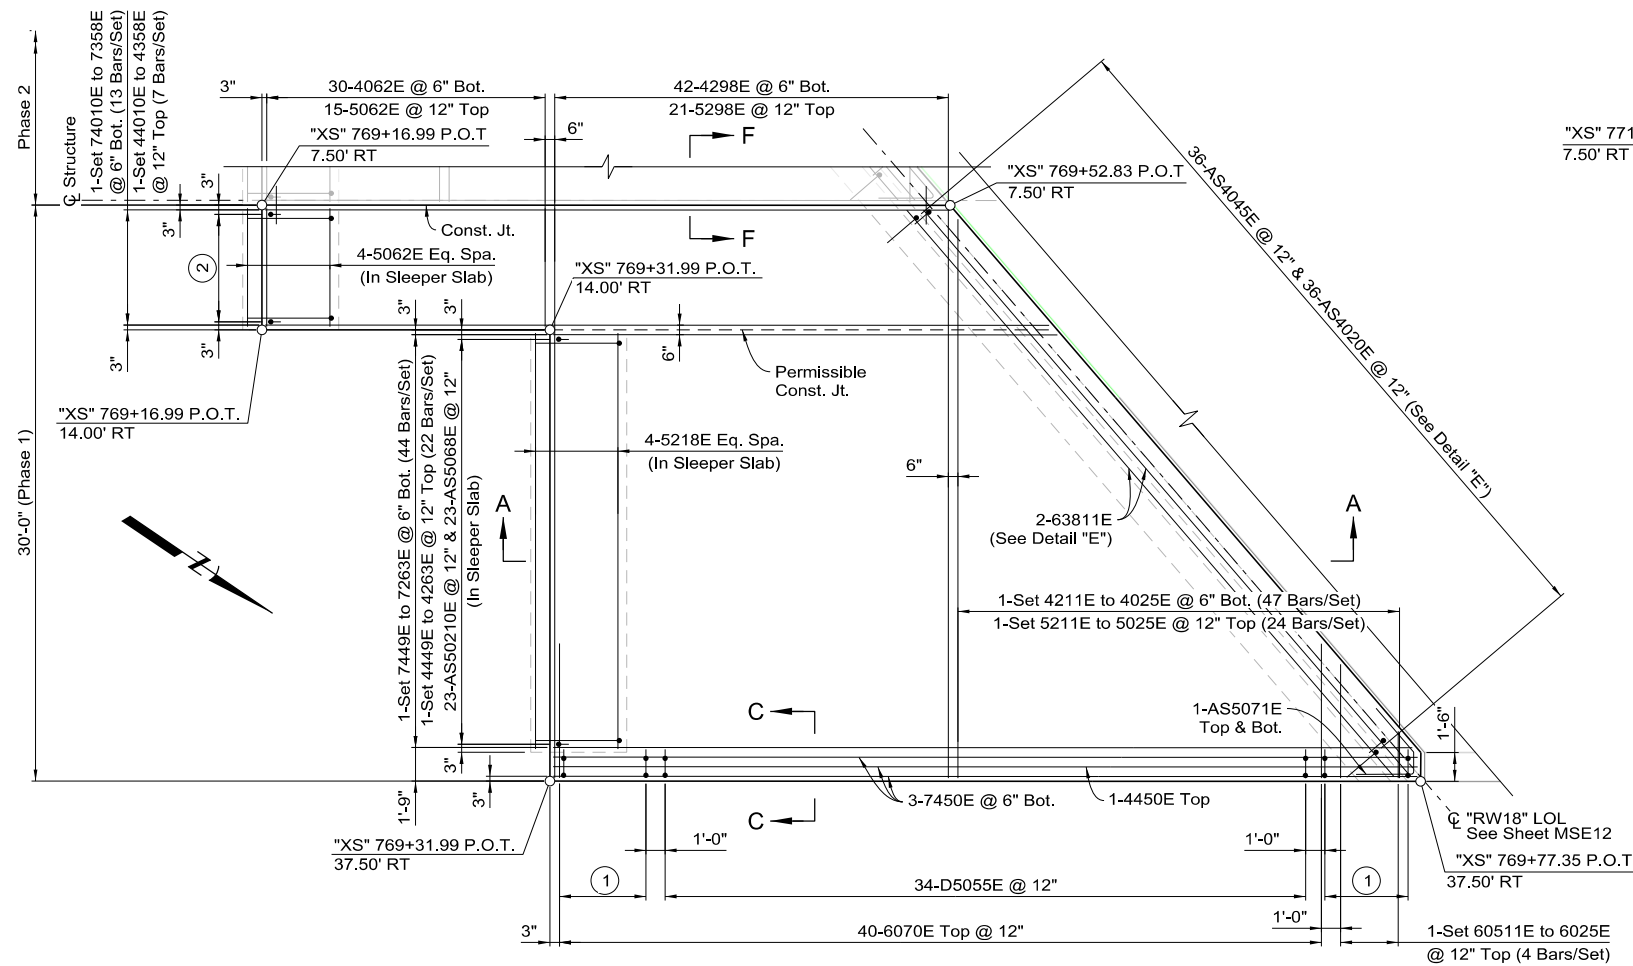 Phase 2
℄ Structure
1-Set 74010E to 7358E
@ 6" Bot. (13 Bars/Set)
1-Set 44010E to 4358E
@ 12" Top (7 Bars/Set)
3"
30-4062E @ 6" Bot.
15-5062E @ 12" Top
"XS" 769+16.99 P.O.T
7.50' RT
6"
42-4298E @ 6" Bot.
21-5298E @ 12" Top
F
"XS" 769+52.83 P.O.T
7.50' RT
"XS" 771
7.50' RT
36-AS4045E @ 12" & 36-AS4020E @ 12" (See Detail "E")
3"
3"
2
Const. Jt.
F
4-5062E Eq. Spa.
(In Sleeper Slab)
"XS" 769+31.99 P.O.T.
14.00' RT
3"
3"
3"
3"
6"
Permissible
Const. Jt.
"XS" 769+16.99 P.O.T.
14.00' RT
30'-0" (Phase 1)
1-Set 7449E to 7263E @ 6" Bot. (44 Bars/Set)
1-Set 4449E to 4263E @ 12" Top (22 Bars/Set)
23-AS50210E @ 12" & 23-AS5068E @ 12"
(In Sleeper Slab)
4-5218E Eq. Spa.
(In Sleeper Slab)
6"
A
A
2-63811E
(See Detail "E")
N
1-Set 4211E to 4025E @ 6" Bot. (47 Bars/Set)
1-Set 5211E to 5025E @ 12" Top (24 Bars/Set)
C
1-AS5071E
Top & Bot.
1'-6"
3"
3"
1'-9"
3-7450E @ 6" Bot.
1-4450E Top
C
℄ "RW18" LOL
See Sheet MSE12
"XS" 769+31.99 P.O.T.
37.50' RT
1'-0"
1'-0"
"XS" 769+77.35 P.O.T
37.50' RT
1
34-D5055E @ 12"
1
3"
40-6070E Top @ 12"
1'-0"
1-Set 60511E to 6025E
@ 12" Top (4 Bars/Set)